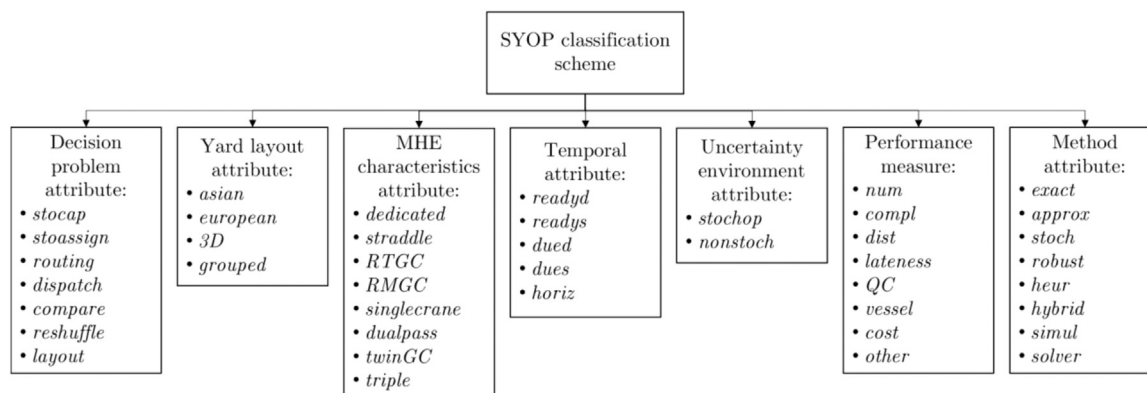 SYOP classification
scheme
Decision
problem
attribute:
• stocap
• stoassign
• routing
• dispatch
• compare
• reshuffle
• layout
Yard layout
attribute:
• asian
• european
• 3D
• grouped
MHE
characteristics
attribute:
• dedicated
• straddle
• RTGC
• RMGC
• singlecrane
• dualpass
• twinGC
• triple
Temporal
attribute:
• readyd
• readys
• dued
• dues
• horiz
Uncertainty
environment
attribute:
• stochop
• nonstoch
Performance
measure:
• num
• compl
• dist
• lateness
• QC
• vessel
• cost
• other
Method
attribute:
• exact
• approx
• stoch
• robust
• heur
• hybrid
• simul
• solver